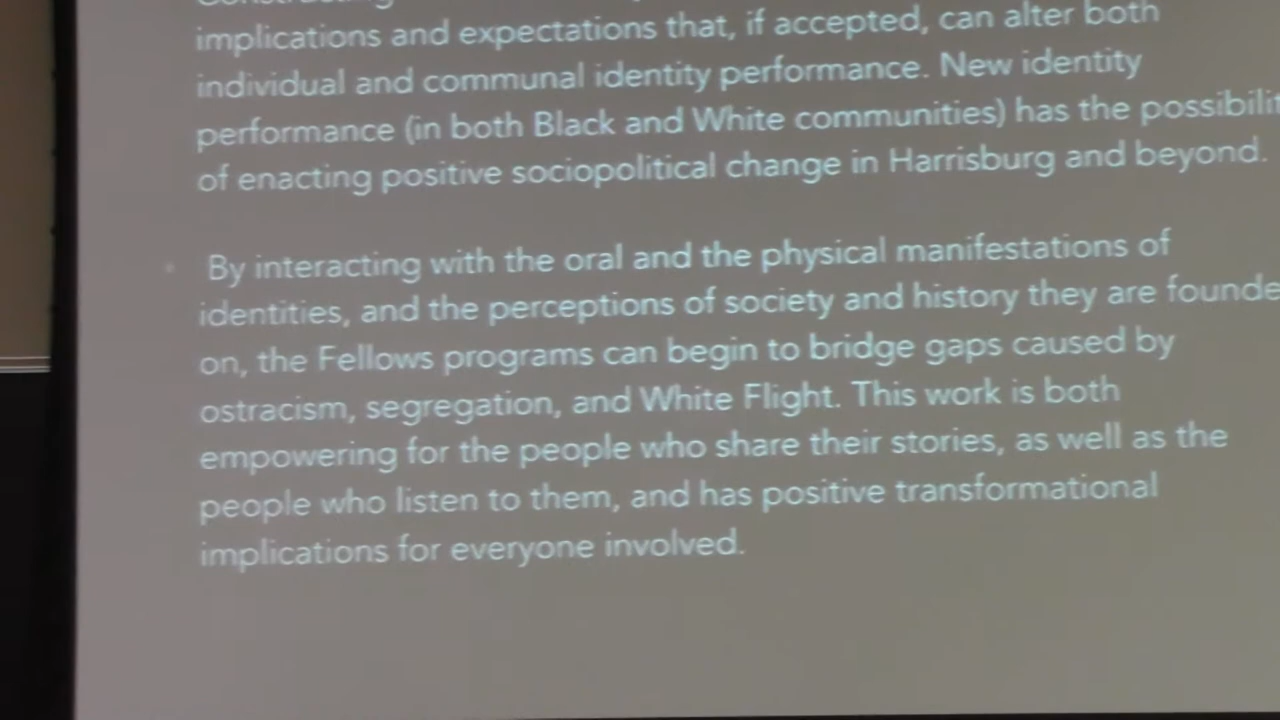 implications and expectations that, if accepted, can alter both
individual and communal identity performance. New identity
performance (in both Black and White communities) has the possibili
of enacting positive sociopolitical change in Harrisburg and beyond.
By interacting with the oral and the physical manifestations of
identities, and the perceptions of society and history they are founde
on, the Fellows programs can begin to bridge gaps caused by
ostracism, segregation, and White Flight. This work is both
empowering for the people who share their stories, as well as the
people who listen to them, and has positive transformational
implications for everyone involved.